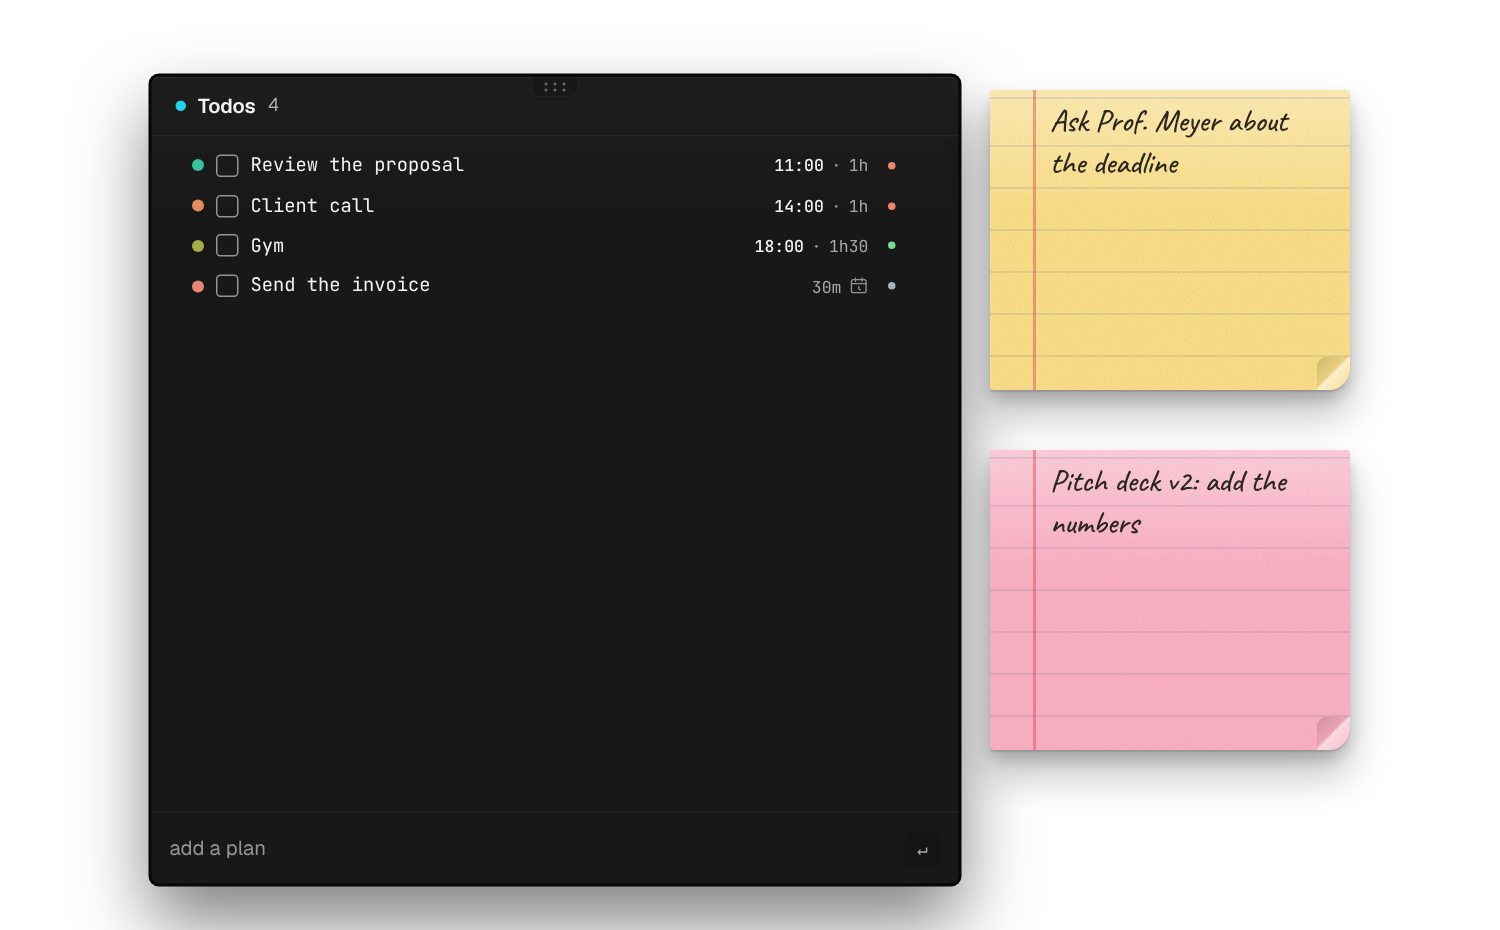 Todos 4
Review the proposal 11:00 · 1h
Client call 14:00 · 1h
Gym 18:00 · 1h30
Send the invoice 30m
add a plan ↵
Ask Prof. Meyer about
the deadline
Pitch deck v2: add the
numbers